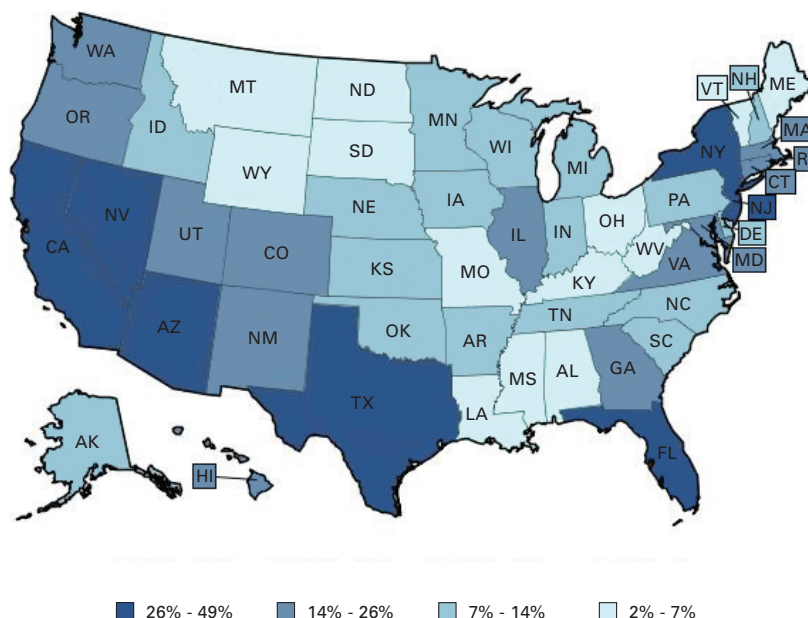 WA
MT
ND
MN
VT
NH
ME
OR
ID
SD
WI
MI
NY
MA
R
CT
WY
IA
PA
NJ
NV
UT
CO
NE
IL
IN
OH
WV
VA
DE
MD
CA
KS
MO
KY
AZ
NM
OK
AR
TN
NC
SC
TX
LA
MS
AL
GA
FL
AK
HI
26% - 49%
14% - 26%
7% - 14%
2% - 7%